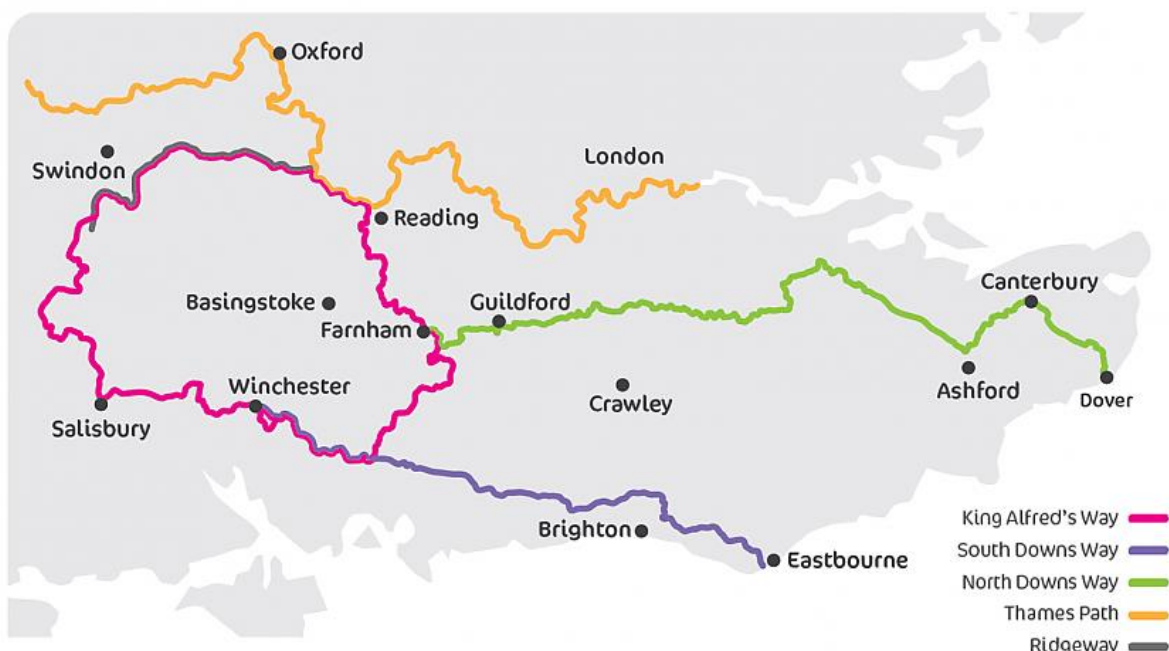 Oxford
London
Swindon
Reading
Canterbury
Basingstoke
Guildford
Farnham
Winchester
Crawley
Ashford
Dover
Salisbury
Brighton
Eastbourne
King Alfred's Way
South Downs Way
North Downs Way
Thames Path
Ridgeway